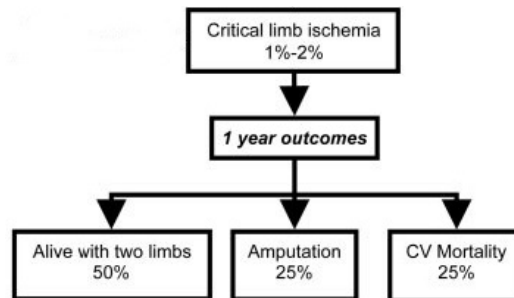 Critical limb ischemia
1%-2%
1 year outcomes
Alive with two limbs
50%
Amputation
25%
CV Mortality
25%